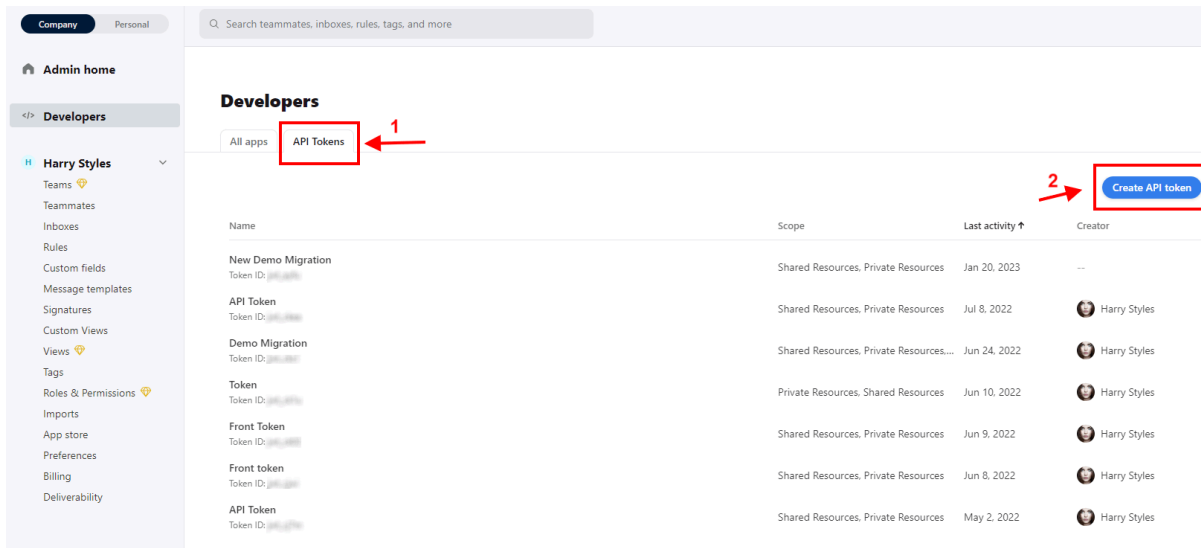 Company Personal
Search teammates, inboxes, rules, tags, and more
Admin home
</> Developers
H Harry Styles
Teams
Teammates
Inboxes
Rules
Custom fields
Message templates
Signatures
Custom Views
Views
Tags
Roles & Permissions
Imports
App store
Preferences
Billing
Deliverability
Developers
All apps API Tokens
1
2
Create API token
Name Scope Last activity ↑ Creator
New Demo Migration
Token ID:
Shared Resources, Private Resources Jan 20, 2023 --
API Token
Token ID:
Shared Resources, Private Resources Jul 8, 2022 Harry Styles
Demo Migration
Token ID:
Shared Resources, Private Resources,... Jun 24, 2022 Harry Styles
Token
Token ID:
Private Resources, Shared Resources Jun 10, 2022 Harry Styles
Front Token
Token ID:
Shared Resources, Private Resources Jun 9, 2022 Harry Styles
Front token
Token ID:
Shared Resources, Private Resources Jun 8, 2022 Harry Styles
API Token
Token ID:
Shared Resources, Private Resources May 2, 2022 Harry Styles